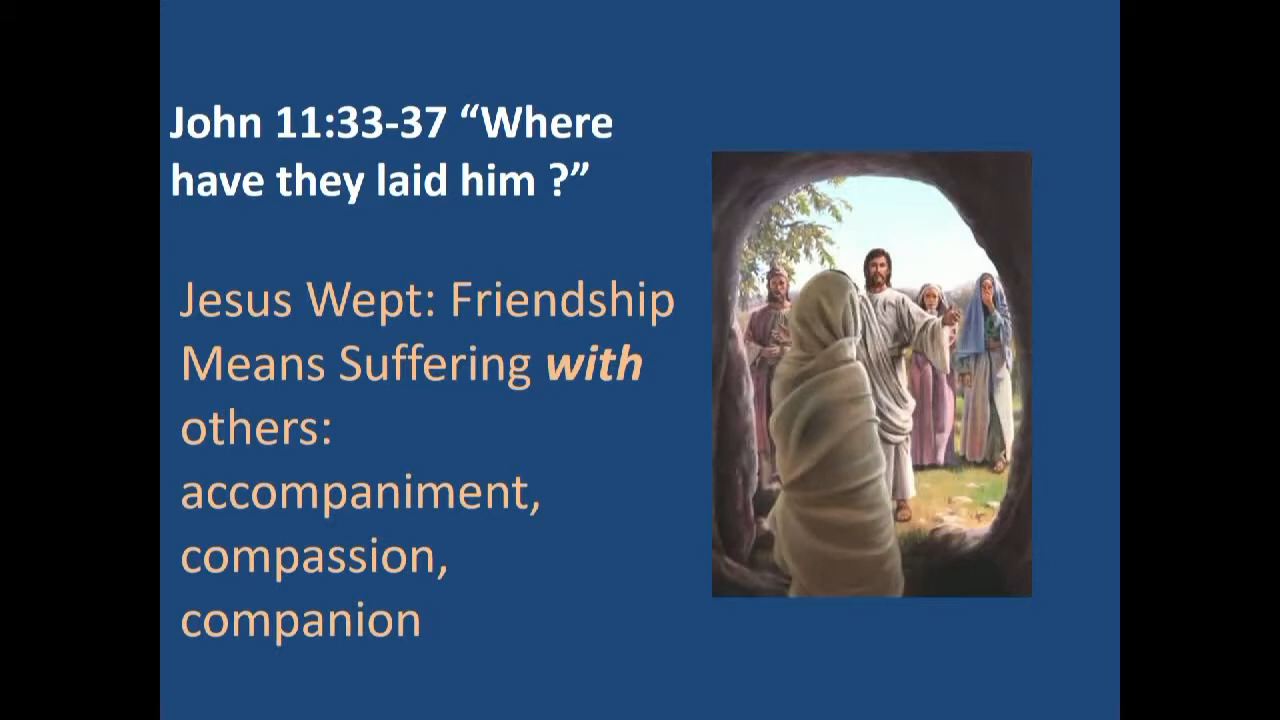 John 11:33-37 “Where
have they laid him ?”
Jesus Wept: Friendship
Means Suffering with
others:
accompaniment,
compassion,
companion